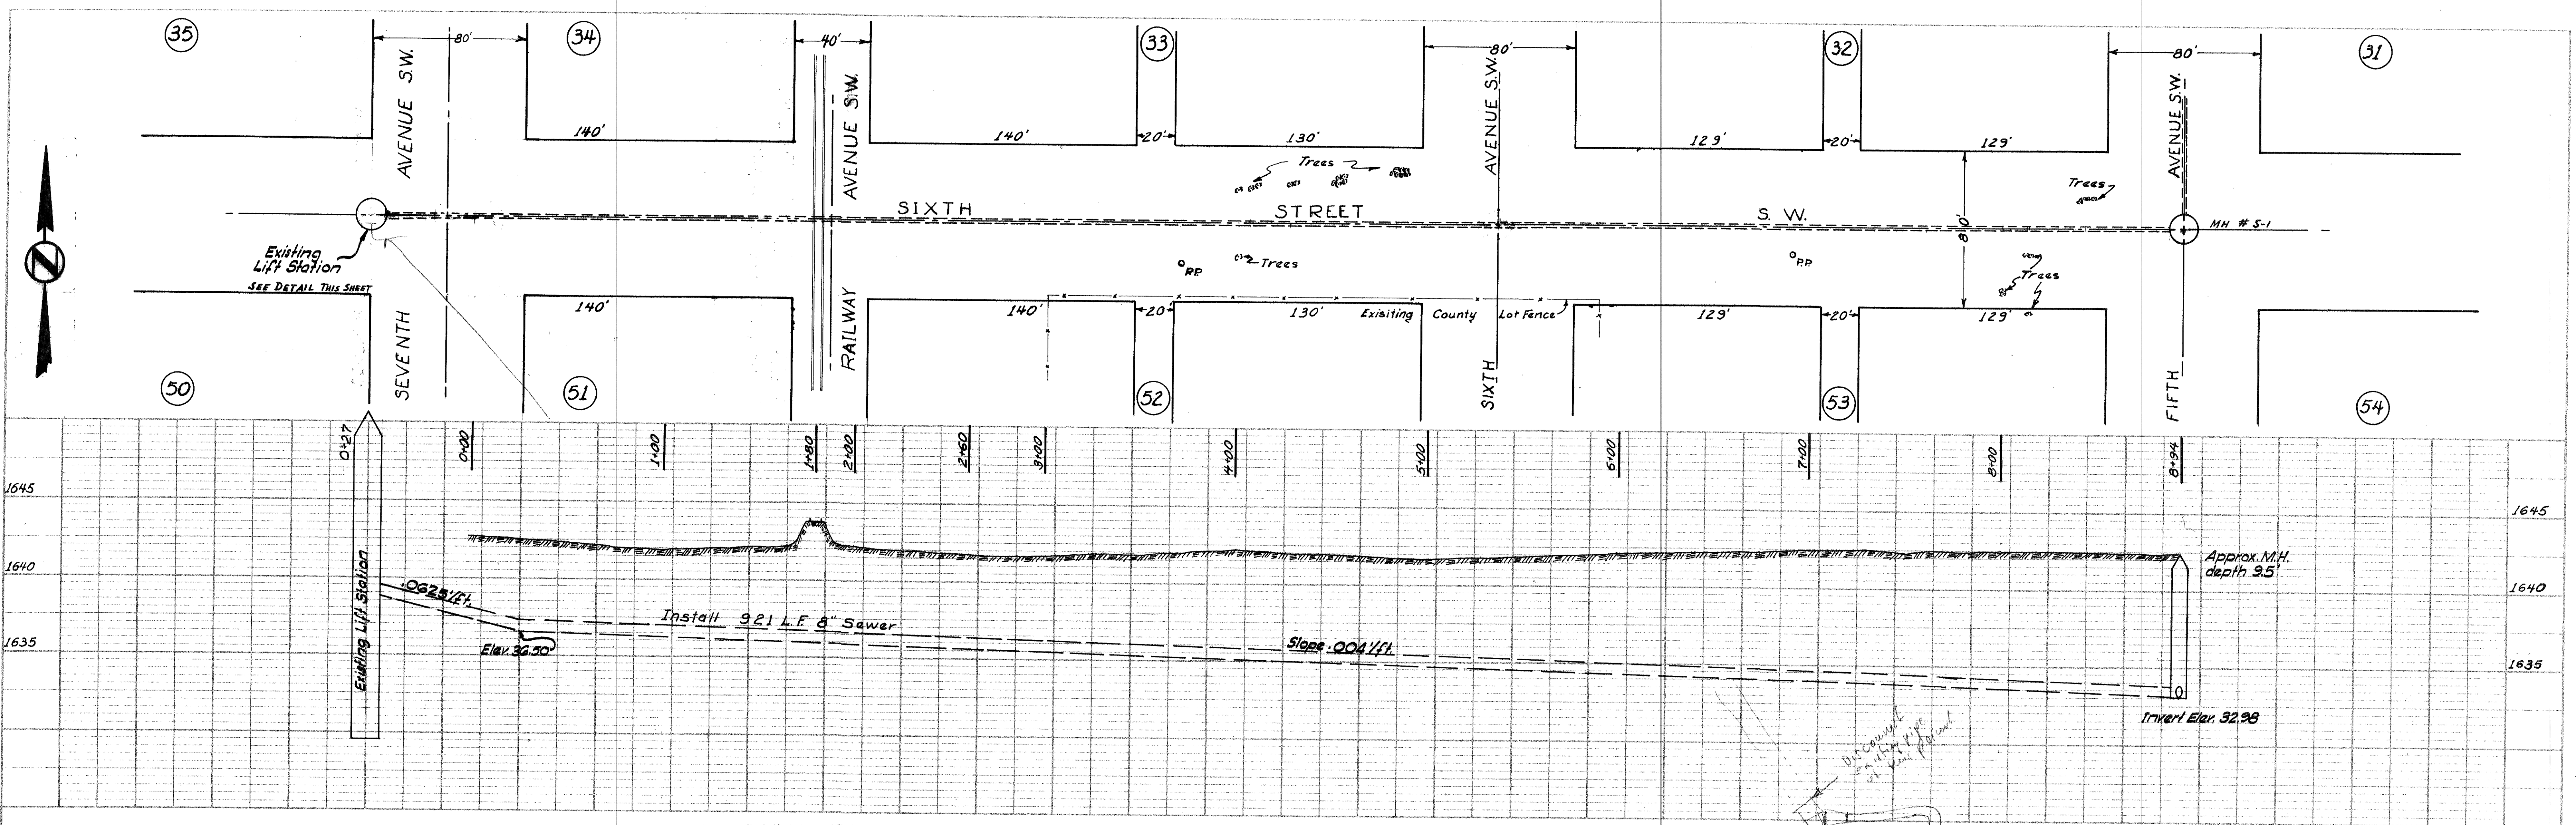 35
80'
34
40'
33
80'
32
80'
31
AVENUE S.W.
AVENUE S.W.
AVENUE S.W.
AVENUE S.W.
140'
140'
20'
130'
129'
20'
129'
Trees
Trees
SIXTH STREET S. W.
MH # 5-1
80'
N
Existing
Lift Station
SEE DETAIL THIS SHEET
P.P.
Trees
P.P.
Trees
140'
140'
20'
130'
Exisiting County Lot Fence
129'
20'
129'
SEVENTH
RAILWAY
SIXTH
FIFTH
50
51
52
53
54
0+27
0+00
1+00
1+80
2+00
2+60
3+00
4+00
5+00
6+00
7+00
8+00
8+94
1645
1645
1640
1640
1635
1635
Existing Lift Station
.0625'/ft.
Elev. 36.50
Install 921 L.F. 8" Sewer
Slope .004'/ft.
Approx. M.H.
depth 9.5'
Invert Elev. 32.98
existing pipe